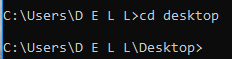 C:\Users\D E L L>cd desktop
C:\Users\D E L L\Desktop>